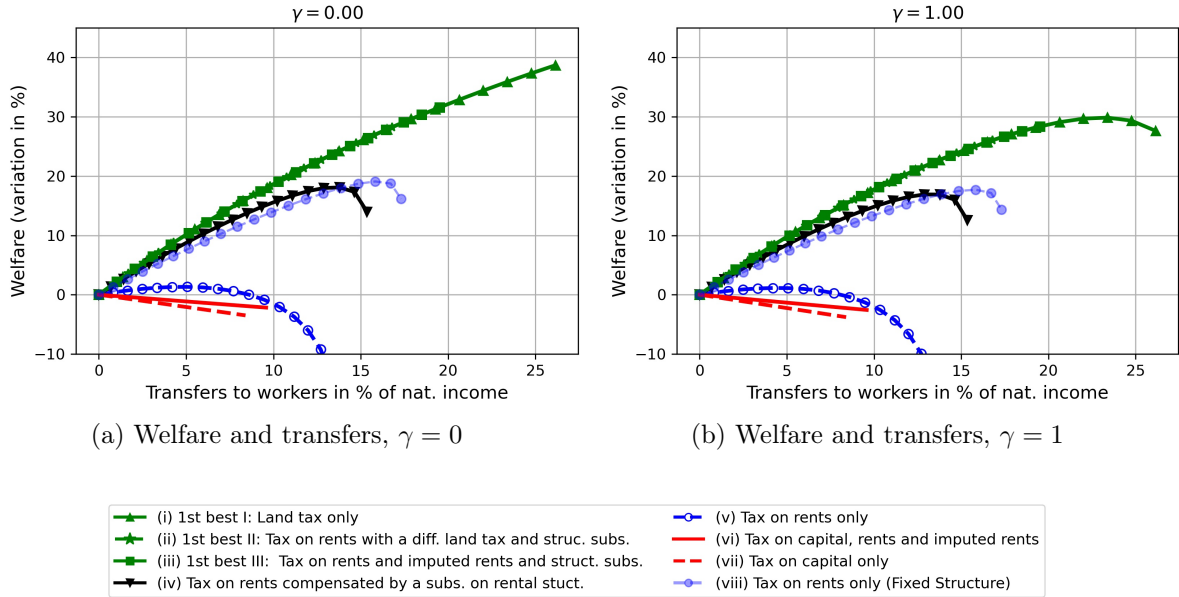 γ = 0.00
Welfare (variation in %)
40
30
20
10
0
−10
0 5 10 15 20 25
Transfers to workers in % of nat. income
(a) Welfare and transfers, γ = 0
γ = 1.00
Welfare (variation in %)
40
30
20
10
0
−10
0 5 10 15 20 25
Transfers to workers in % of nat. income
(b) Welfare and transfers, γ = 1
(i) 1st best I: Land tax only
(ii) 1st best II: Tax on rents with a diff. land tax and struc. subs.
(iii) 1st best III:  Tax on rents and imputed rents and struct. subs.
(iv) Tax on rents compensated by a subs. on rental stuct.
(v) Tax on rents only
(vi) Tax on capital, rents and imputed rents
(vii) Tax on capital only
(viii) Tax on rents only (Fixed Structure)